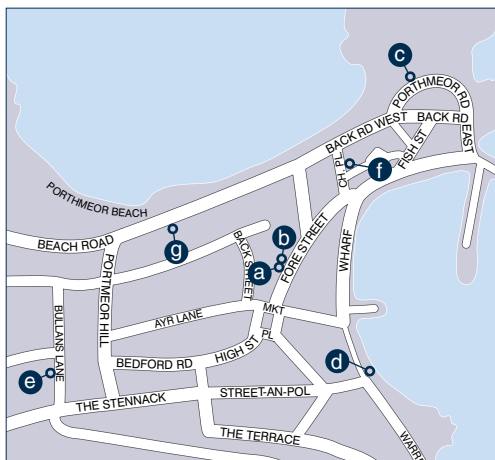 c
PORTHMEOR RD
BACK RD WEST
BACK RD
EAST
FISH ST
CH. PL
f
PORTHMEOR BEACH
BEACH ROAD
g
BACK STREET
b
a
FORE STREET
WHARF
PORTMEOR HILL
AYR LANE
MKT
PL
BULLANS LANE
BEDFORD RD
HIGH ST
d
e
THE STENNACK
STREET-AN-POL
THE TERRACE
WARR